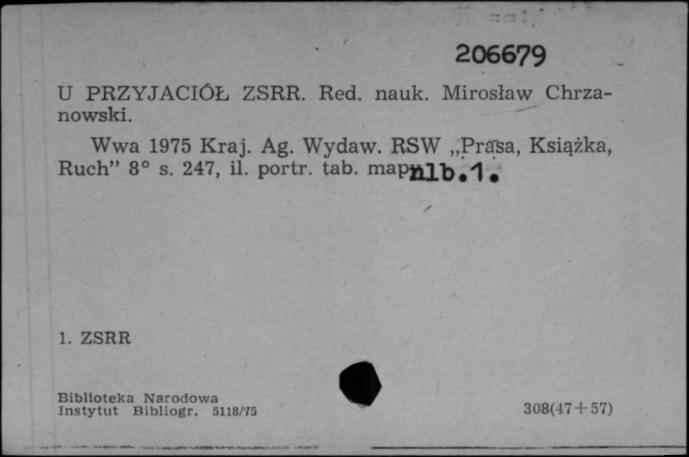 206679
U PRZYJACIÓŁ ZSRR. Red. nauk. Mirosław Chrza-
nowski.
Wwa 1975 Kraj. Ag. Wydaw. RSW „Prasa, Książka,
Ruch” 8° s. 247, il. portr. tab. mapy nlb.1.
1. ZSRR
Biblioteka Narodowa
Instytut Bibliogr. 5118/75
308(47+57)